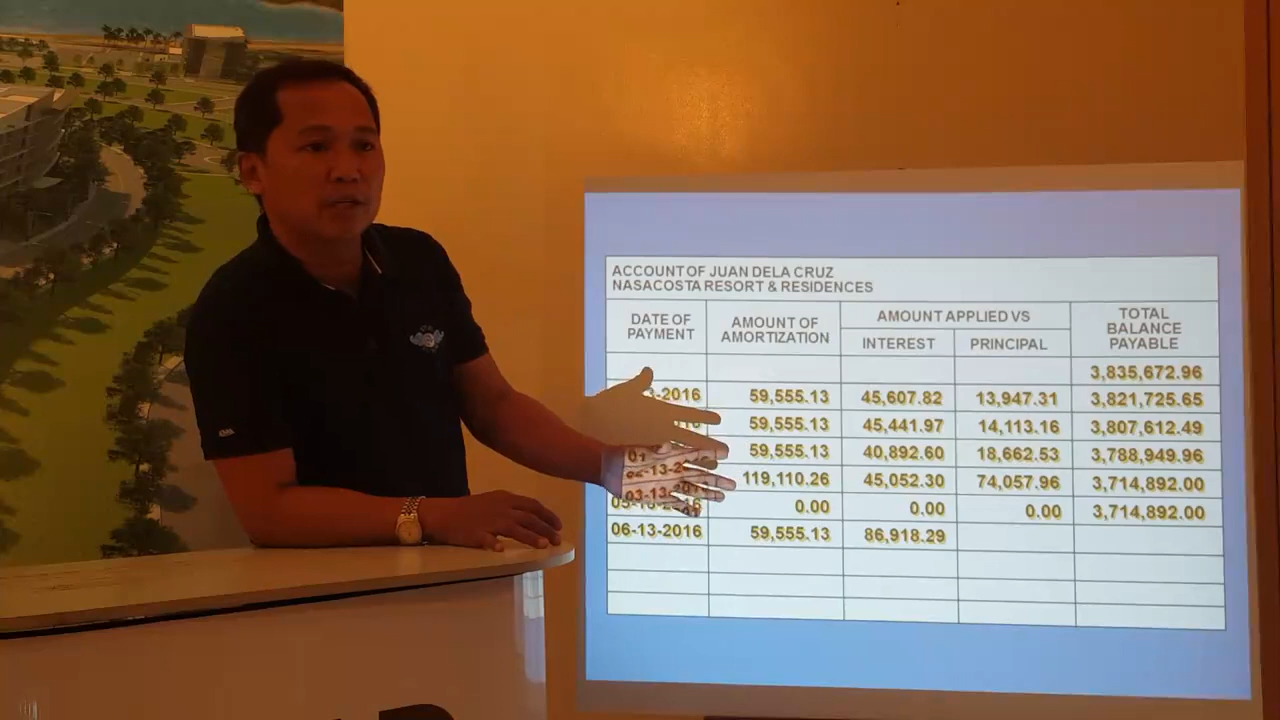 ACCOUNT OF JUAN DELA CRUZ
NASACOSTA RESORT & RESIDENCES
DATE OF PAYMENT AMOUNT OF AMORTIZATION AMOUNT APPLIED VS TOTAL BALANCE PAYABLE
INTEREST PRINCIPAL
3,835,672.96
-2016 59,555.13 45,607.82 13,947.31 3,821,725.65
59,555.13 45,441.97 14,113.16 3,807,612.49
59,555.13 40,892.60 18,662.53 3,788,949.96
119,110.26 45,052.30 74,057.96 3,714,892.00
0.00 0.00 0.00 3,714,892.00
06-13-2016 59,555.13 86,918.29